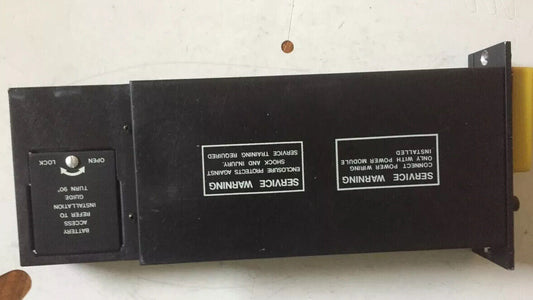 SERVICE WARNING
CONNECT POWER WIRING
ONLY WITH POWER MODULE
INSTALLED
SERVICE WARNING
ENCLOSURE PROTECTS AGAINST
SHOCK AND INJURY.
SERVICE TRAINING REQUIRED
OPEN LOCK
TURN 90°
BATTERY
ACCESS
REFER TO
INSTALLATION
GUIDE